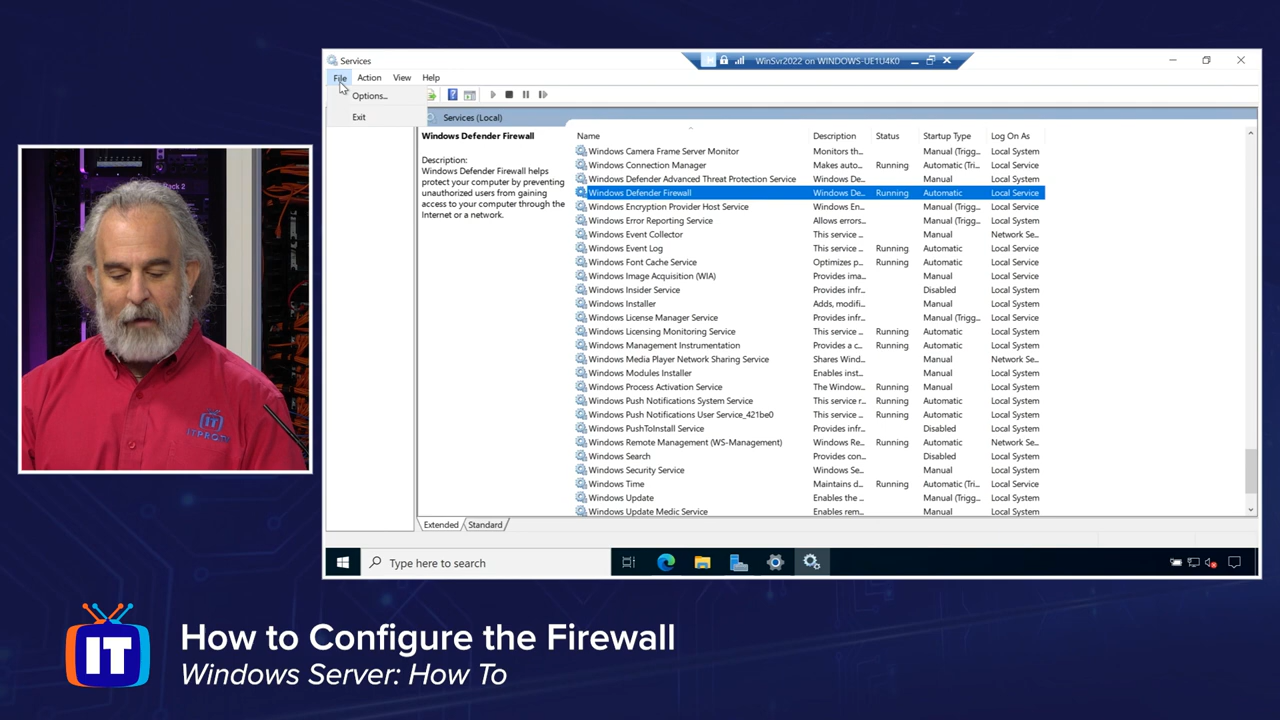 Services
WinSvr2022 on WINDOWS-UE1U4K0
File Action View Help
Options...
Exit
Services (Local)
Windows Defender Firewall
Description:
Windows Defender Firewall helps
protect your computer by preventing
unauthorized users from gaining
access to your computer through the
Internet or a network.
Name Description Status Startup Type Log On As
Windows Camera Frame Server Monitor Monitors th... Manual (Trigg... Local System
Windows Connection Manager Makes auto... Running Automatic (Tri... Local Service
Windows Defender Advanced Threat Protection Service Windows De... Manual Local System
Windows Defender Firewall Windows De... Running Automatic Local Service
Windows Encryption Provider Host Service Windows En... Manual (Trigg... Local Service
Windows Error Reporting Service Allows errors... Manual (Trigg... Local System
Windows Event Collector This service ... Manual Network Se...
Windows Event Log This service ... Running Automatic Local Service
Windows Font Cache Service Optimizes p... Running Automatic Local Service
Windows Image Acquisition (WIA) Provides ima... Manual Local Service
Windows Insider Service Provides infr... Disabled Local System
Windows Installer Adds, modifi... Manual Local System
Windows License Manager Service Provides infr... Manual (Trigg... Local Service
Windows Licensing Monitoring Service This service ... Running Automatic Local System
Windows Management Instrumentation Provides a c... Running Automatic Local System
Windows Media Player Network Sharing Service Shares Wind... Manual Network Se...
Windows Modules Installer Enables inst... Manual Local System
Windows Process Activation Service The Window... Running Manual Local System
Windows Push Notifications System Service This service r... Running Automatic Local System
Windows Push Notifications User Service_421be0 This service ... Running Automatic Local System
Windows PushToInstall Service Provides infr... Disabled Local System
Windows Remote Management (WS-Management) Windows Re... Running Automatic Network Se...
Windows Search Provides con... Disabled Local System
Windows Security Service Windows Se... Manual Local System
Windows Time Maintains d... Running Automatic (Tri... Local Service
Windows Update Enables the ... Manual (Trigg... Local System
Windows Update Medic Service Enables rem... Manual Local System
Extended Standard
Type here to search
IT
ITPROTV
IT
How to Configure the Firewall
Windows Server: How To